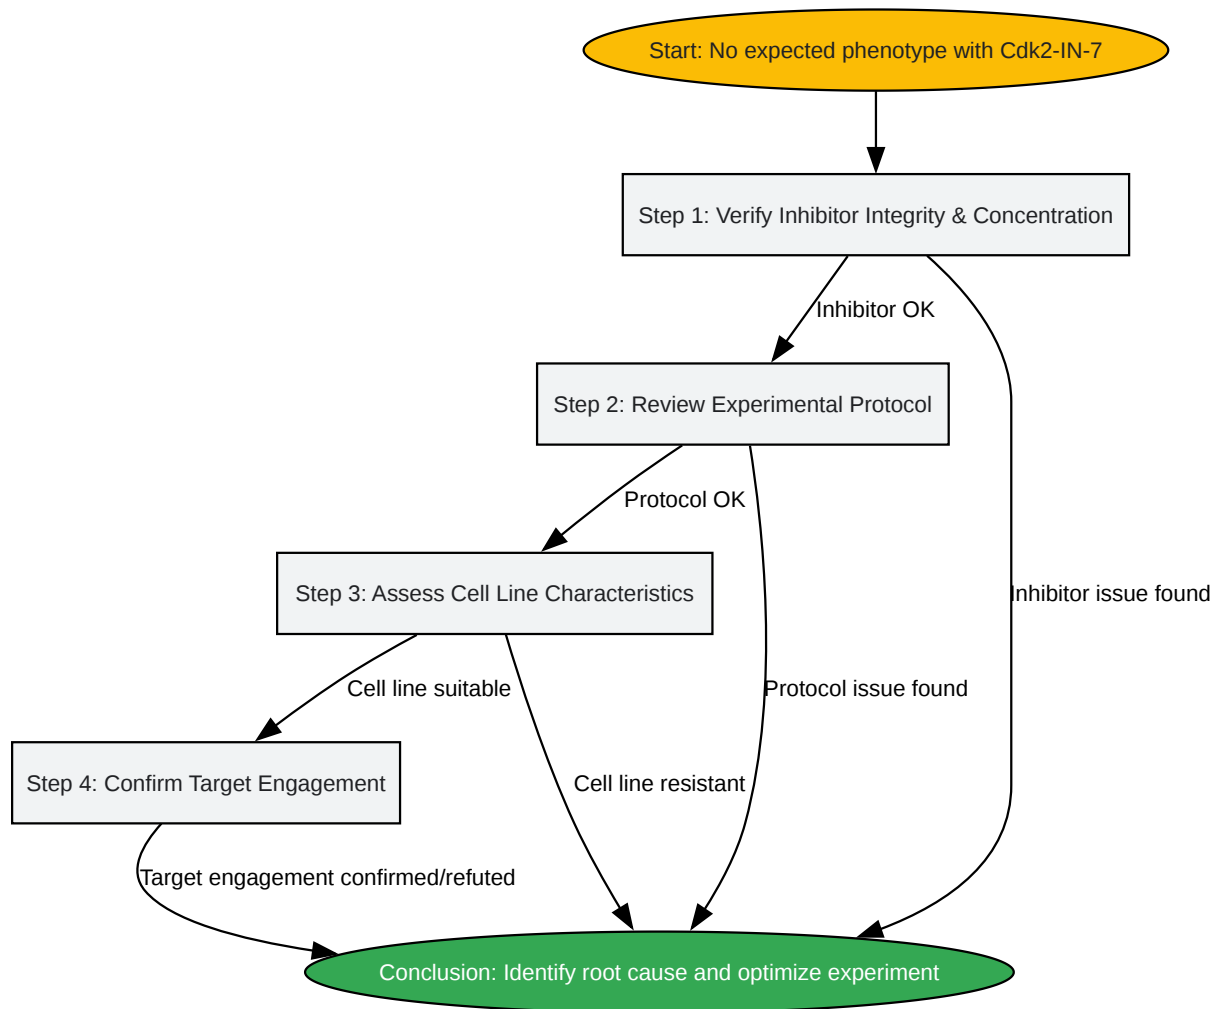 Start: No expected phenotype with Cdk2-IN-7
Step 1: Verify Inhibitor Integrity & Concentration
Inhibitor OK
Step 2: Review Experimental Protocol
Protocol OK
Step 3: Assess Cell Line Characteristics
Inhibitor issue found
Cell line suitable
Protocol issue found
Step 4: Confirm Target Engagement
Cell line resistant
Target engagement confirmed/refuted
Conclusion: Identify root cause and optimize experiment